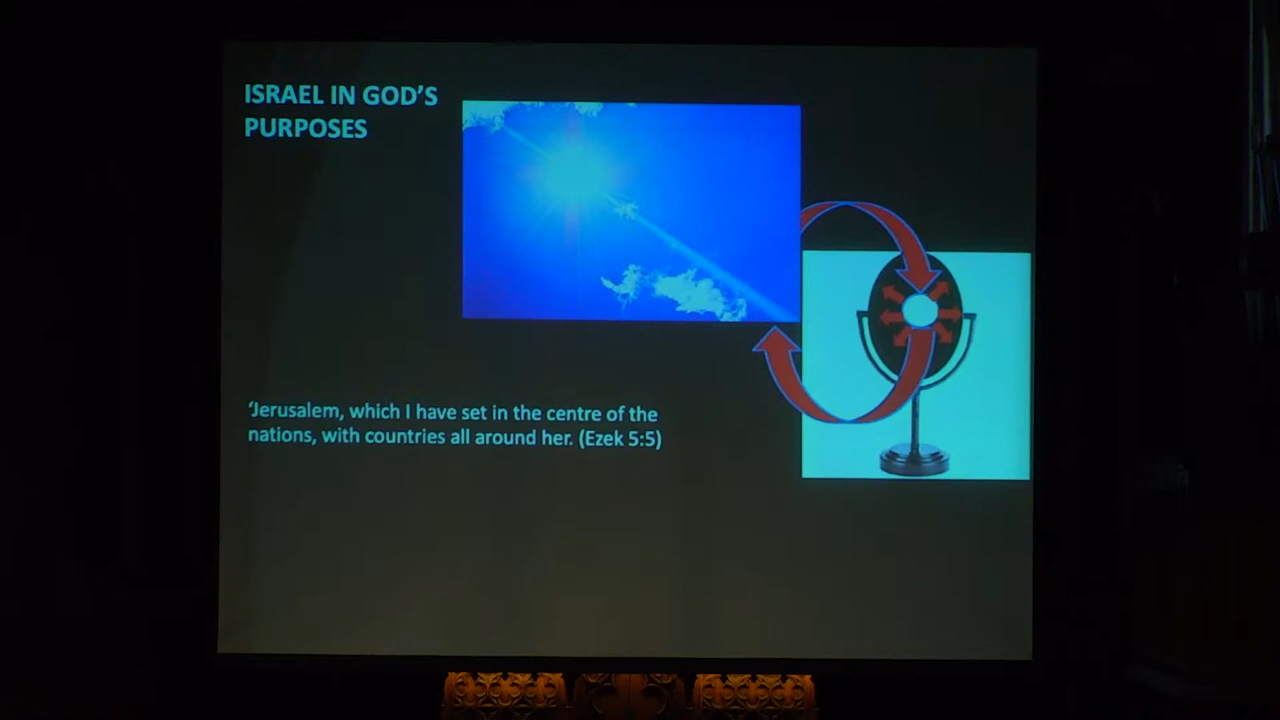 ISRAEL IN GOD'S
PURPOSES
‘Jerusalem, which I have set in the centre of the
nations, with countries all around her. (Ezek 5:5)